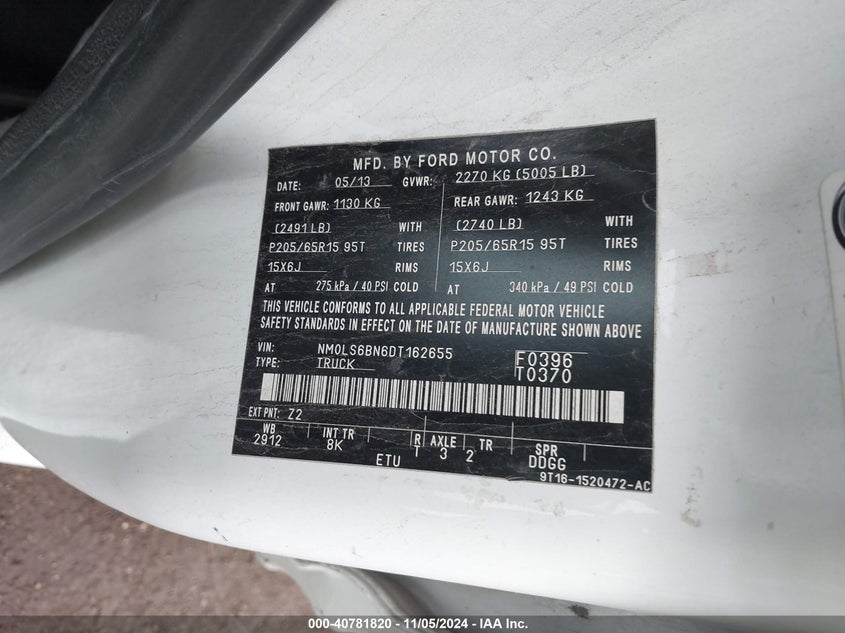 MFD. BY FORD MOTOR CO.
DATE: 05/13 GVWR: 2270 KG (5005 LB)
FRONT GAWR: 1130 KG REAR GAWR: 1243 KG
(2491 LB) WITH (2740 LB) WITH
P205/65R15 95T TIRES P205/65R15 95T TIRES
15X6J RIMS 15X6J RIMS
AT 275 kPa / 40 PSI COLD AT 340 kPa / 49 PSI COLD
THIS VEHICLE CONFORMS TO ALL APPLICABLE FEDERAL MOTOR VEHICLE
SAFETY STANDARDS IN EFFECT ON THE DATE OF MANUFACTURE SHOWN ABOVE
VIN: NM0LS6BN6DT162655 F0396
TYPE: TRUCK T0370
EXT PNT: Z2
WB INT TR R AXLE TR SPR
2912 8K T 3 2 DDGG
ETU
9T16-1520472-AC
000-40781820 - 11/05/2024 - IAA Inc.